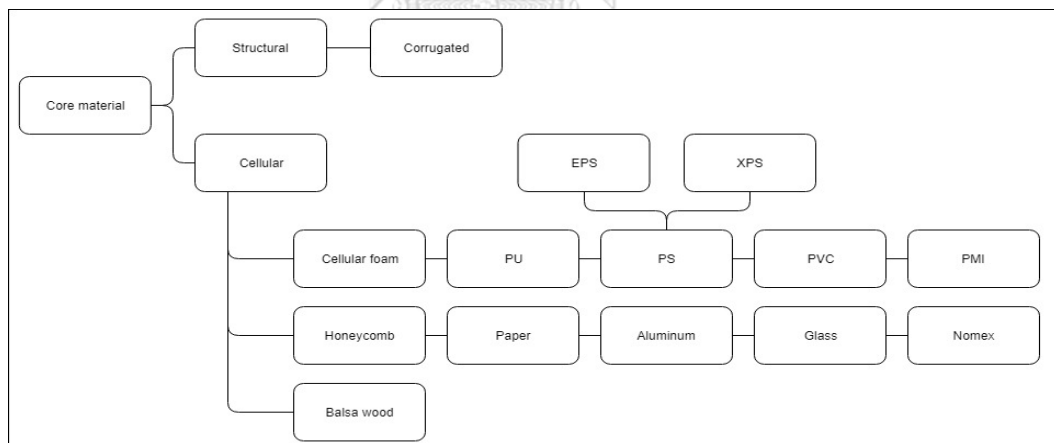 Structural
Corrugated
Core material
Cellular
EPS
XPS
Cellular foam
PU
PS
PVC
PMI
Honeycomb
Paper
Aluminum
Glass
Nomex
Balsa wood